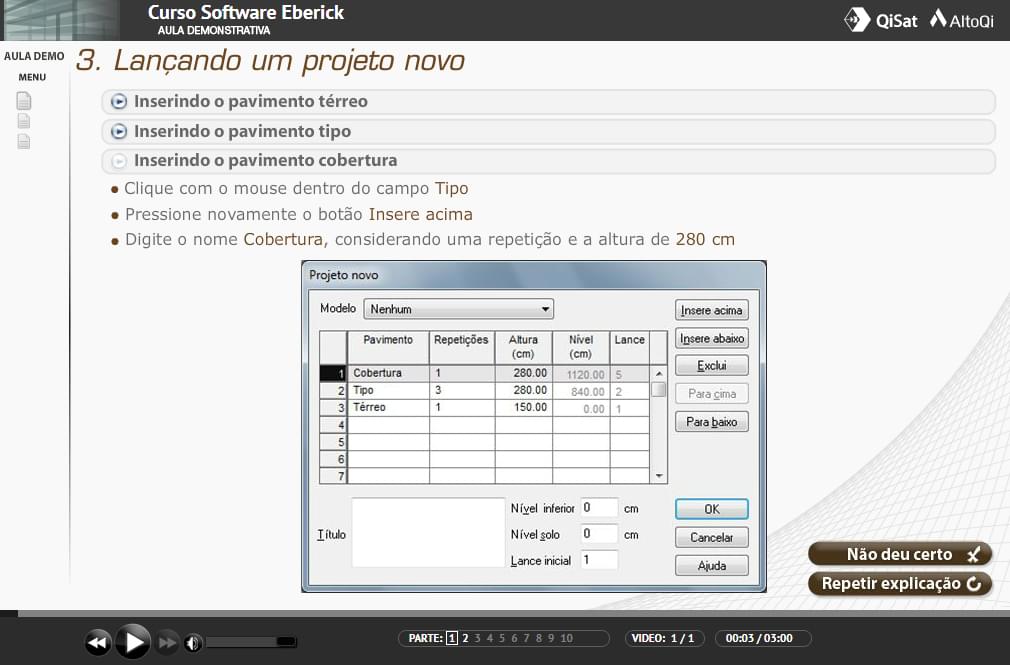 Curso Software Eberick
AULA DEMONSTRATIVA
QiSat AltoQi
AULA DEMO
MENU
3. Lançando um projeto novo
Inserindo o pavimento térreo
Inserindo o pavimento tipo
Inserindo o pavimento cobertura
• Clique com o mouse dentro do campo Tipo
• Pressione novamente o botão Insere acima
• Digite o nome Cobertura, considerando uma repetição e a altura de 280 cm
Projeto novo
Modelo Nenhum
Insere acima
Insere abaixo
Exclui
Para cima
Para baixo
Pavimento Repetições Altura (cm) Nível (cm) Lance
1 Cobertura 1 280.00 1120.00 5
2 Tipo 3 280.00 840.00 2
3 Térreo 1 150.00 0.00 1
4
5
6
7
Título
Nível inferior 0 cm
Nível solo 0 cm
Lance inicial 1
OK
Cancelar
Ajuda
Não deu certo
Repetir explicação
PARTE: 1 2 3 4 5 6 7 8 9 10
VIDEO: 1 / 1
00:03 / 03:00